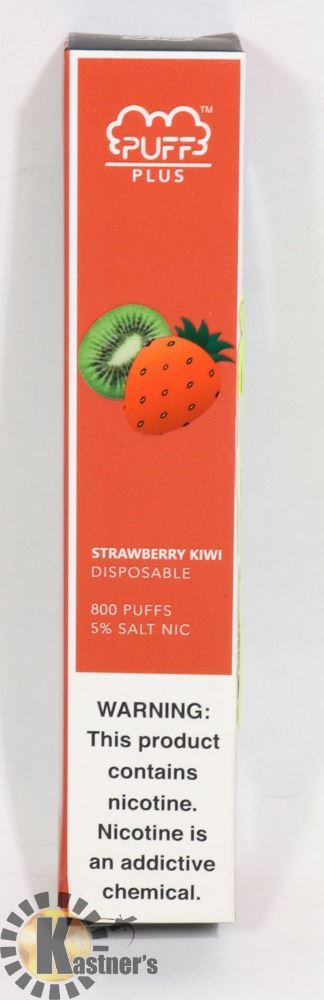 PUFF™
PLUS
STRAWBERRY KIWI
DISPOSABLE
800 PUFFS
5% SALT NIC
WARNING:
This product
contains
nicotine.
Nicotine is
an addictive
chemical.
Kastner's